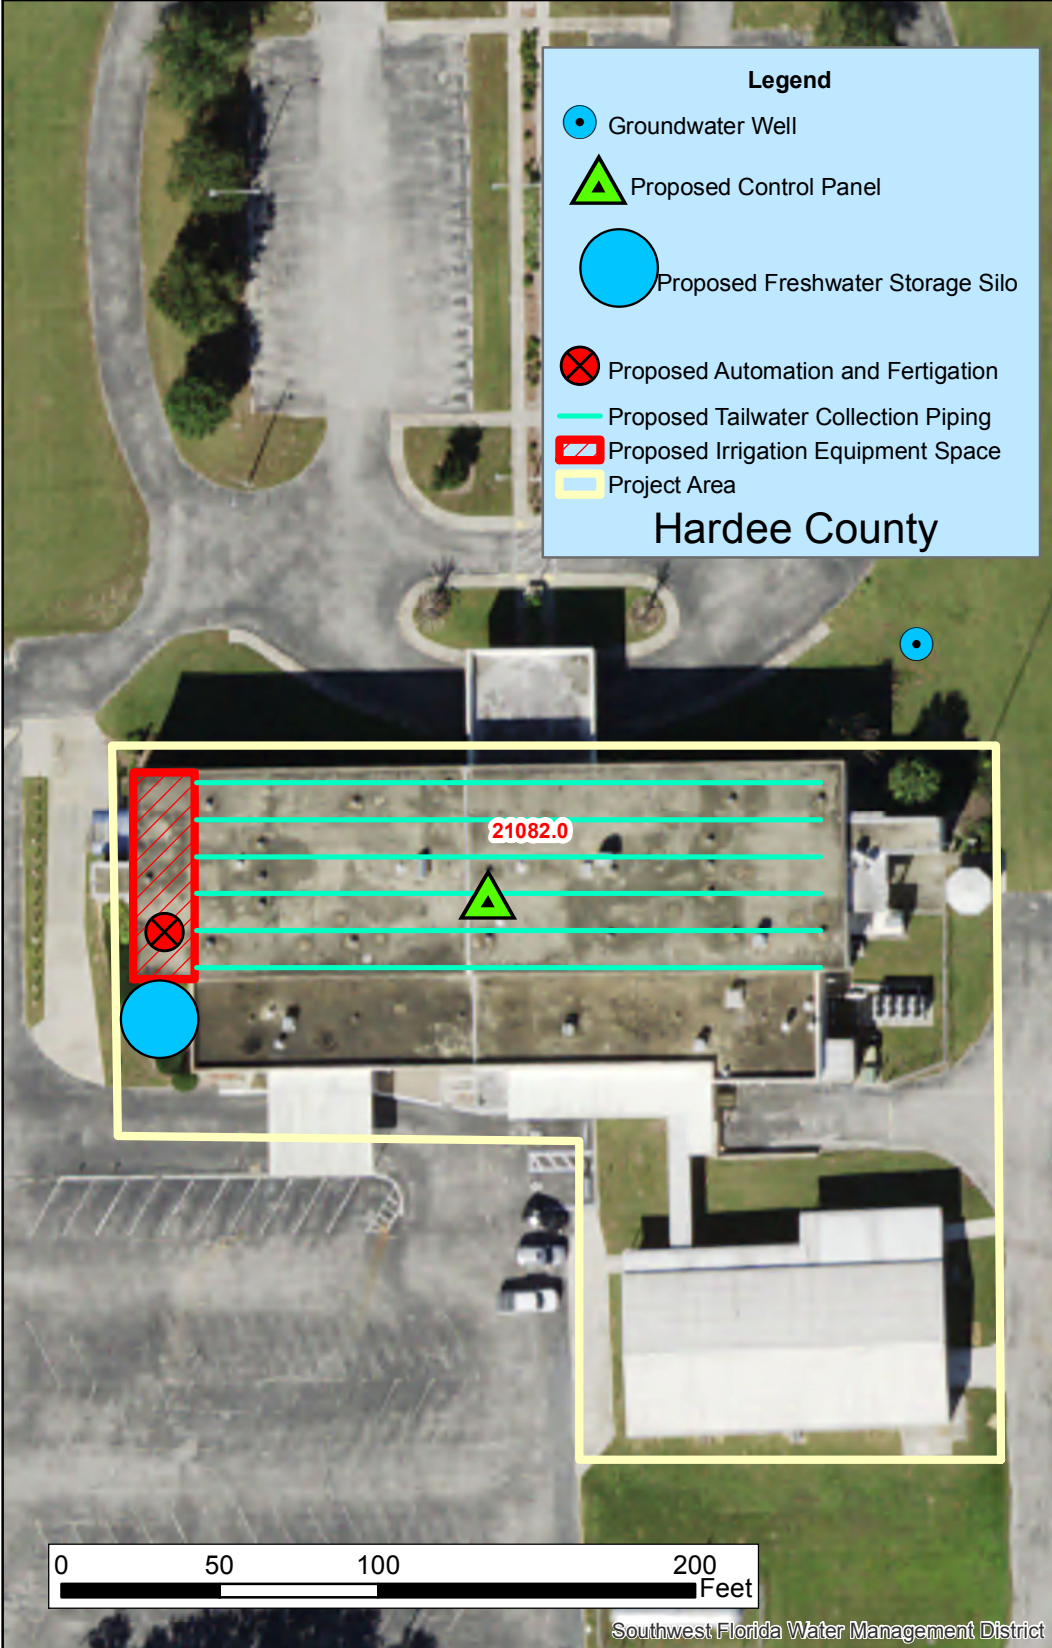 Legend
Groundwater Well
Proposed Control Panel
Proposed Freshwater Storage Silo
Proposed Automation and Fertigation
Proposed Tailwater Collection Piping
Proposed Irrigation Equipment Space
Project Area
Hardee County
21082.0
0 50 100 200
Feet
Southwest Florida Water Management District